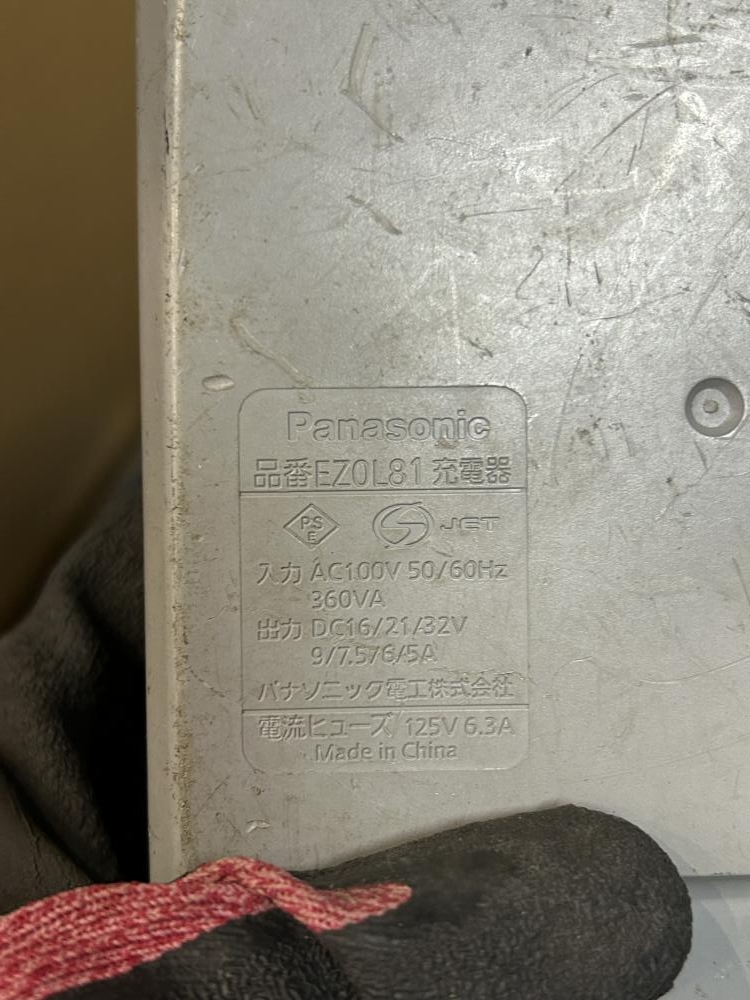 Panasonic
品番EZ0L81 充電器
PS
E
JET
入力 AC100V 50/60Hz
360VA
出力 DC16/21/32V
9/7.5/6/5A
パナソニック電工株式会社
電流ヒューズ 125V 6.3A
Made in China